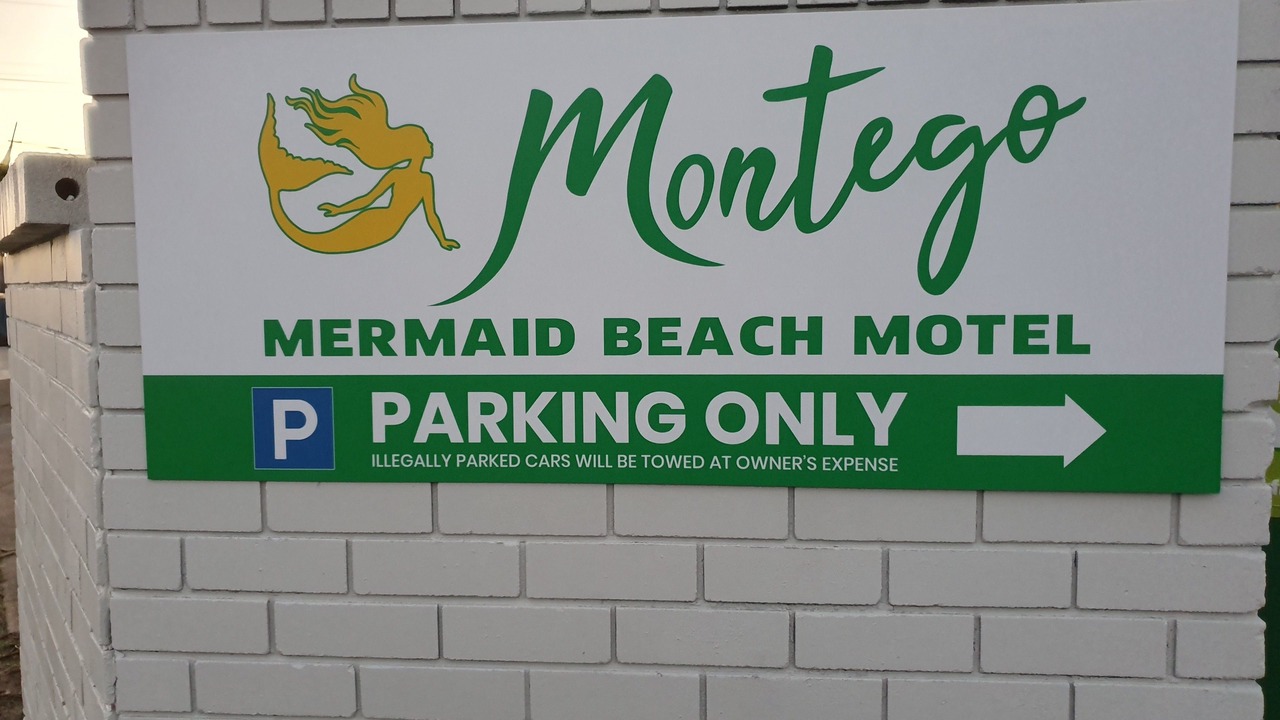 Montego
MERMAID BEACH MOTEL
P PARKING ONLY
ILLEGALLY PARKED CARS WILL BE TOWED AT OWNER'S EXPENSE